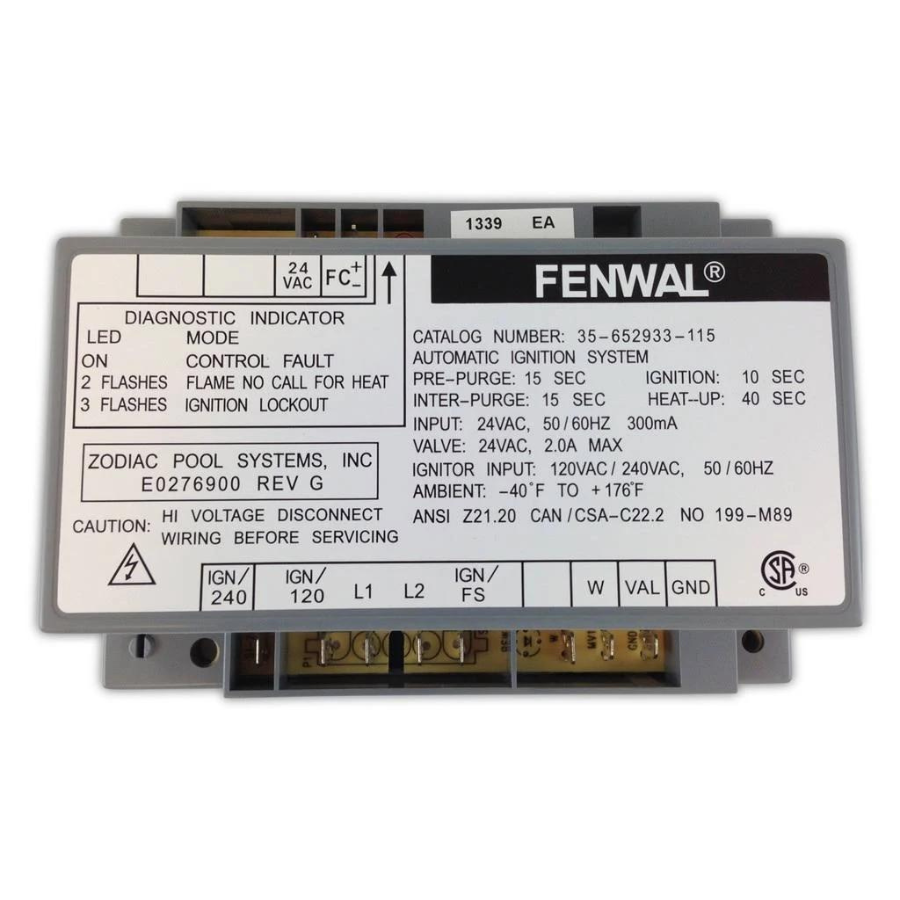 1339 EA
24
VAC
FC+-
FENWAL®
DIAGNOSTIC INDICATOR
LED MODE
ON CONTROL FAULT
2 FLASHES FLAME NO CALL FOR HEAT
3 FLASHES IGNITION LOCKOUT
ZODIAC POOL SYSTEMS, INC
E0276900 REV G
CAUTION: HI VOLTAGE DISCONNECT
WIRING BEFORE SERVICING
CATALOG NUMBER: 35-652933-115
AUTOMATIC IGNITION SYSTEM
PRE-PURGE: 15 SEC IGNITION: 10 SEC
INTER-PURGE: 15 SEC HEAT--UP: 40 SEC
INPUT: 24VAC, 50/60HZ 300mA
VALVE: 24VAC, 2.0A MAX
IGNITOR INPUT: 120VAC/240VAC, 50/60HZ
AMBIENT: -40°F TO +176°F
ANSI Z21.20 CAN/CSA-C22.2 NO 199-M89
CSA®
C US
IGN/
240
IGN/
120
L1
L2
IGN/
FS
W
VAL
GND
P1
W
MV1
GND